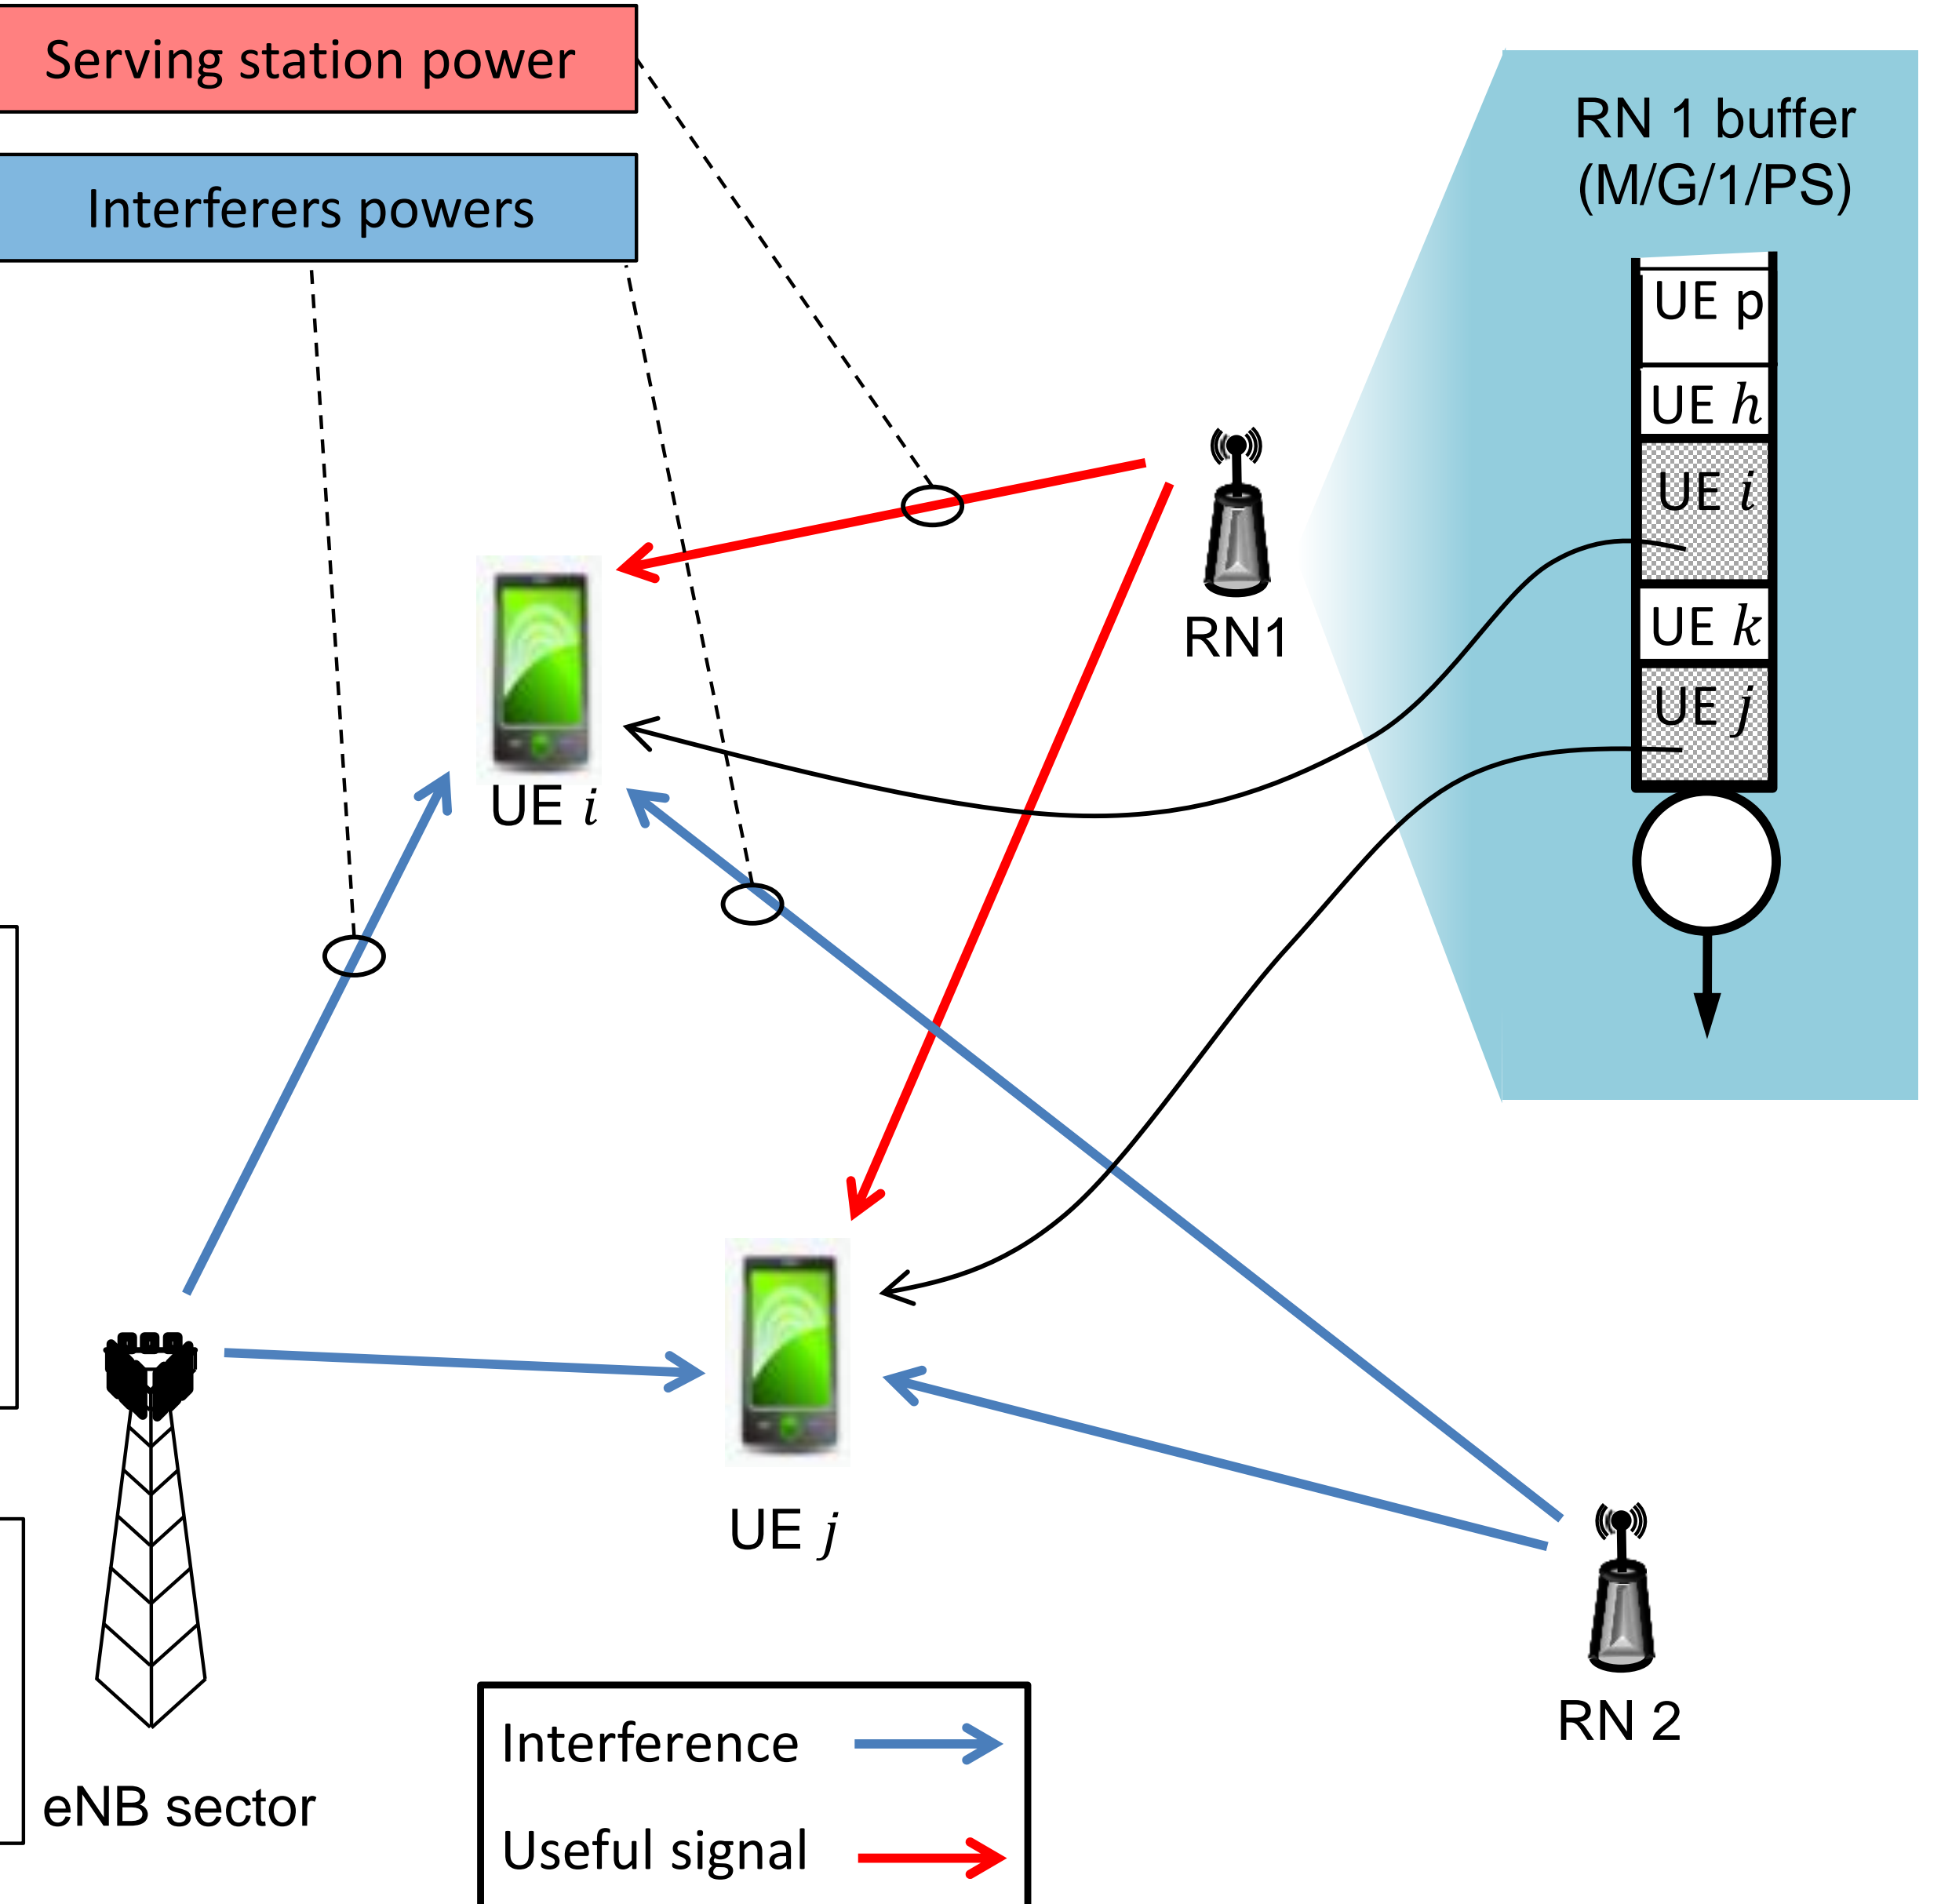 Serving station power
Interferers powers
RN 1 buffer
(M/G/1/PS)
UE p
UE h
UE i
UE k
UE j
RN1
UE i
UE j
RN 2
eNB sector
Interference
Useful signal